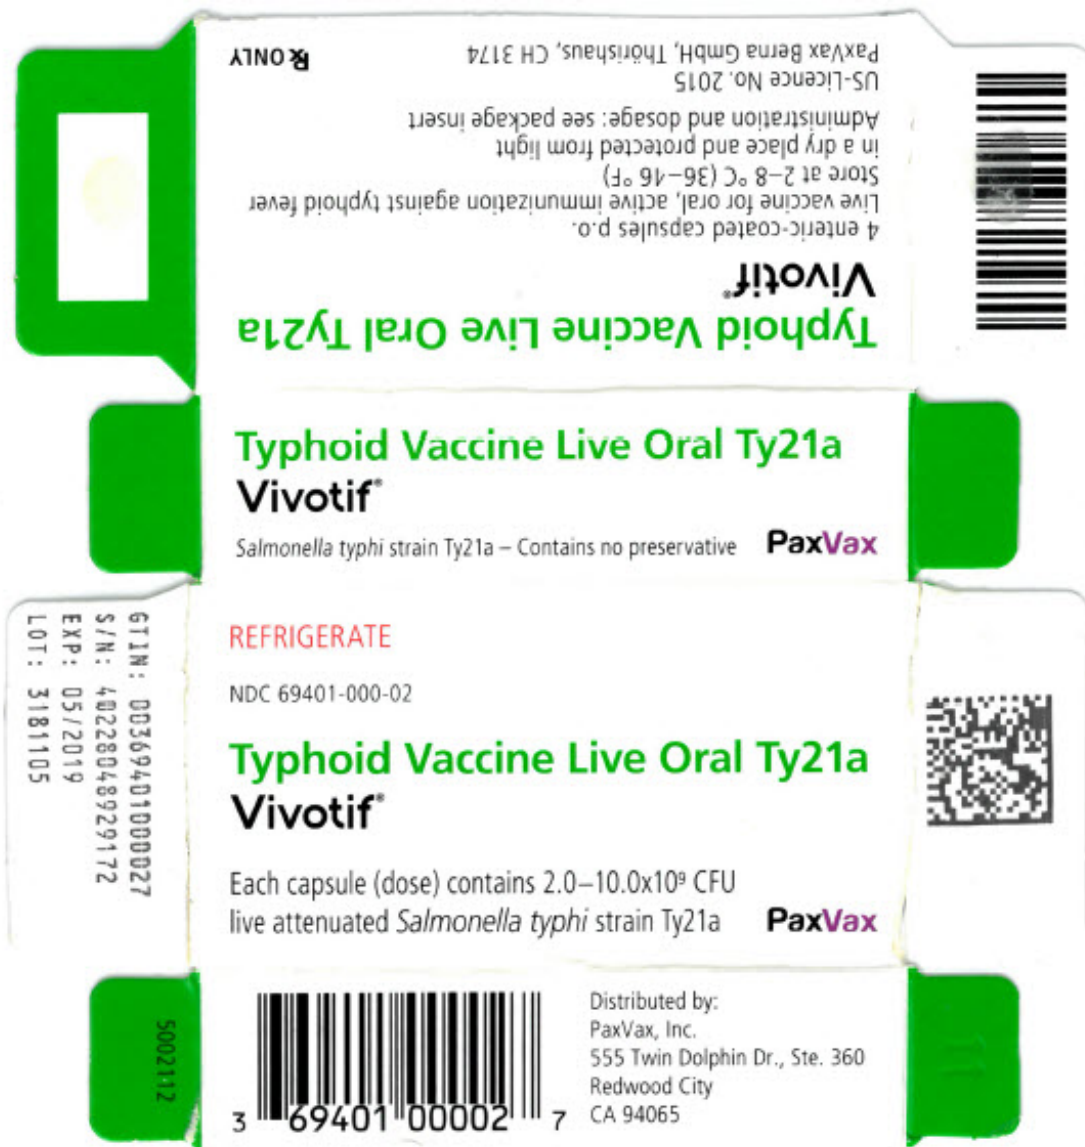 Typhoid Vaccine Live Oral Ty21a
Vivotif®
4 enteric-coated capsules p.o.
Live vaccine for oral, active immunization against typhoid fever
Store at 2–8 °C (36–46 °F)
in a dry place and protected from light
Administration and dosage: see package insert
US-Licence No. 2015
PaxVax Berna GmbH, Thörishaus, CH 3174
℞ ONLY
Typhoid Vaccine Live Oral Ty21a
Vivotif®
Salmonella typhi strain Ty21a – Contains no preservative PaxVax
GTIN: 00369401000027
S/N: 40228048929172
EXP: 05/2019
LOT: 3181105
REFRIGERATE
NDC 69401-000-02
Typhoid Vaccine Live Oral Ty21a
Vivotif®
Each capsule (dose) contains 2.0–10.0x10⁹ CFU
live attenuated Salmonella typhi strain Ty21a PaxVax
5002112
3 69401 00002 7
Distributed by:
PaxVax, Inc.
555 Twin Dolphin Dr., Ste. 360
Redwood City
CA 94065
11